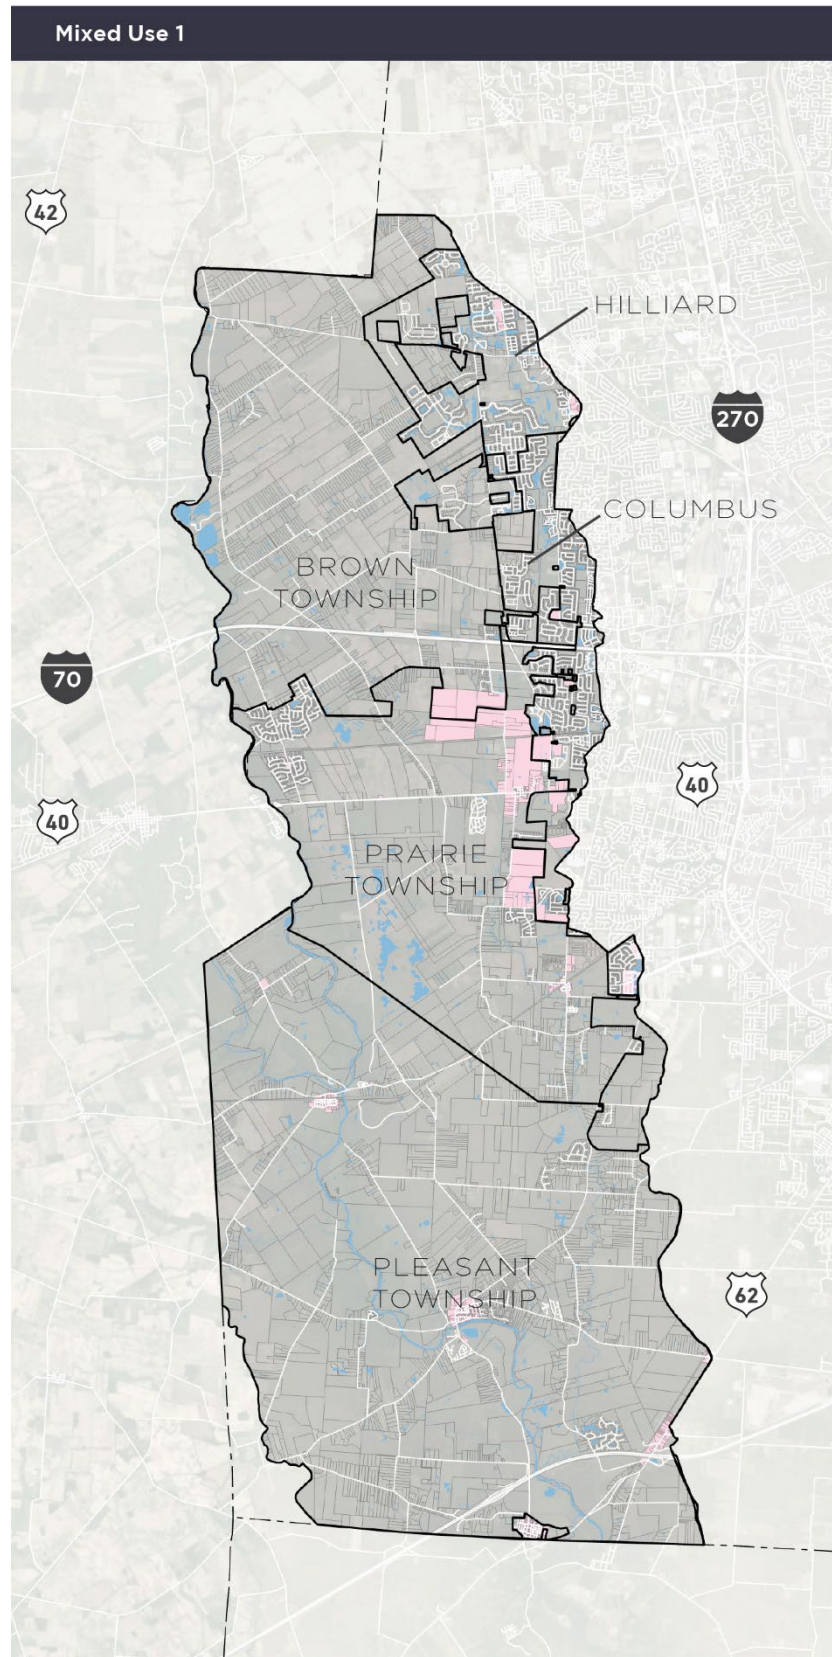 Mixed Use 1
42
HILLIARD
270
COLUMBUS
BROWN
TOWNSHIP
70
40
40
PRAIRIE
TOWNSHIP
PLEASANT
TOWNSHIP
62